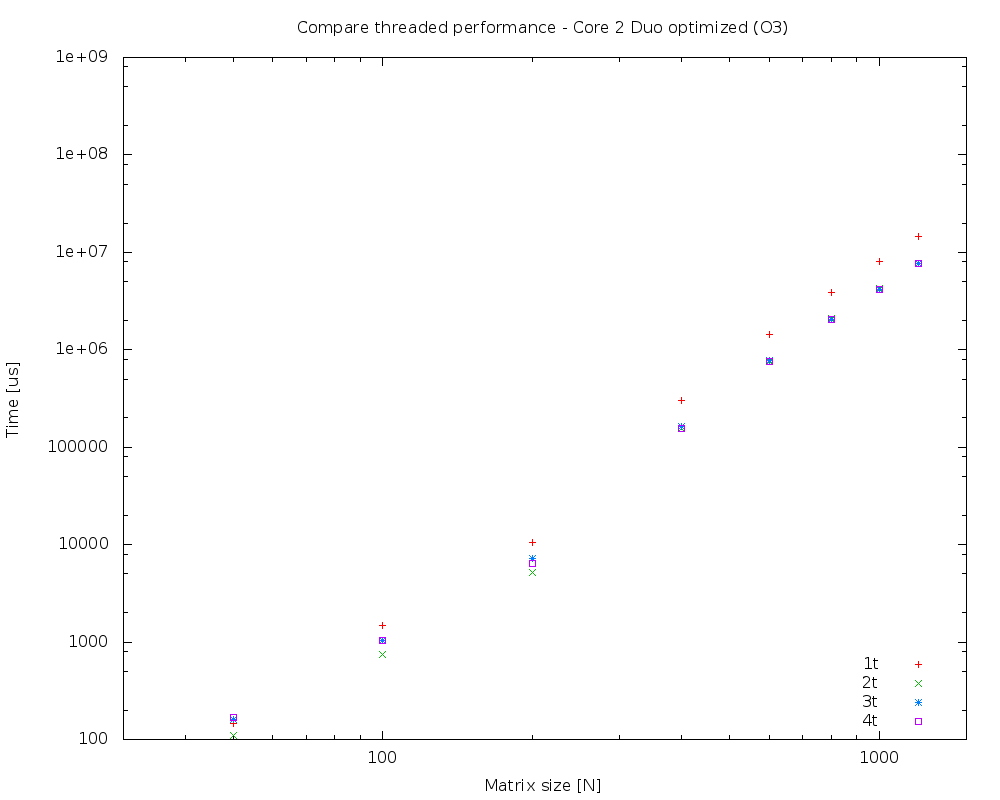 Compare threaded performance - Core 2 Duo optimized (O3)
1e+09
1e+08
1e+07
1e+06
100000
10000
1000
100
Time [us]
1t
2t
3t
4t
100
1000
Matrix size [N]